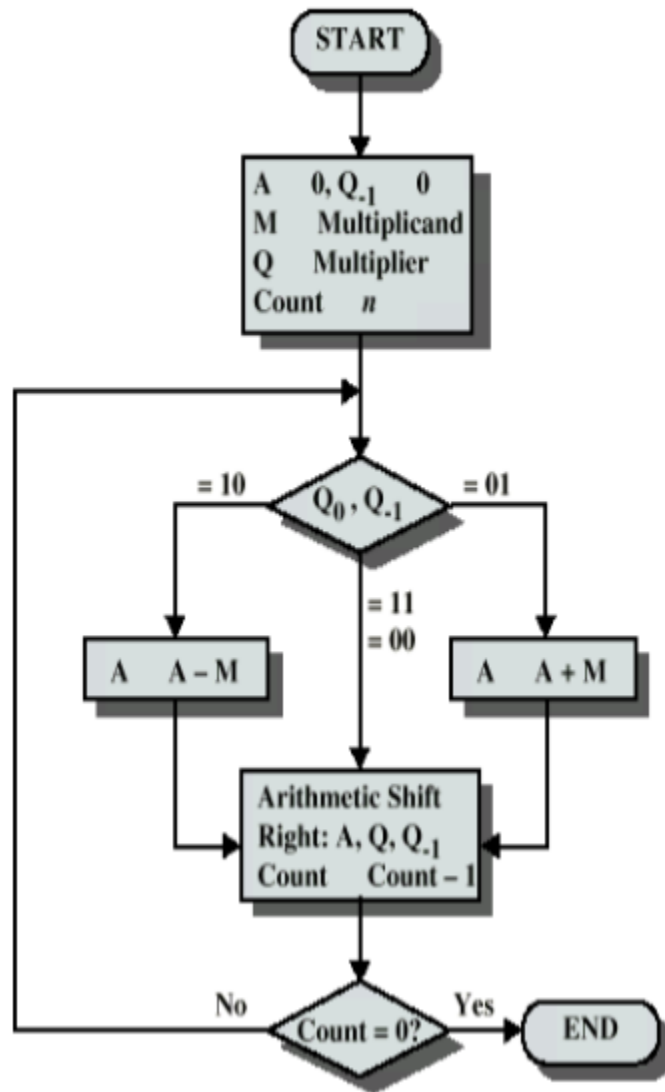 START
A 0, Q-1 0
M Multiplicand
Q Multiplier
Count n
= 10
Q0, Q-1
= 01
= 11
= 00
A A – M
A A + M
Arithmetic Shift
Right: A, Q, Q-1
Count Count – 1
No
Count = 0?
Yes
END